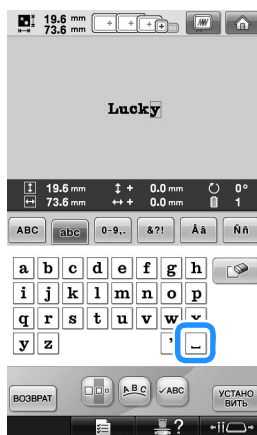 19.6 mm
73.6 mm
Lucky
19.6 mm + 0.0 mm 0°
73.6 mm + 0.0 mm 1
ABC abc 0-9,. &?! Ââ Ññ
a b c d e f g h
i j k l m n o p
q r s t u v w x
y z ' ⎵
ВОЗВРАТ ABC ✓ABC УСТАНО
ВИТЬ
?